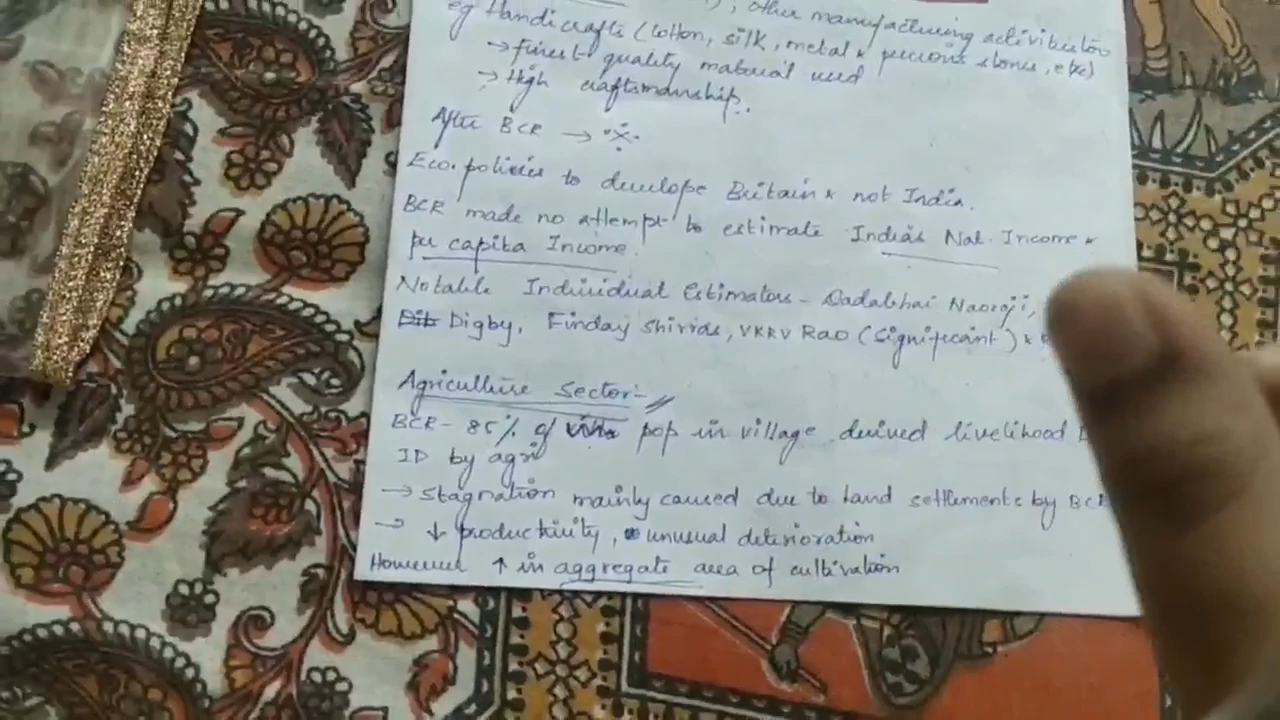 eg Handicrafts (cotton, silk, metal & precious stones, etc)
other manufacturing activities too
→ finest quality material used
→ High craftsmanship.
After BCR →
Eco. policies to develope Britain & not India.
BCR made no attempt to estimate India's Nat. Income &
per capita Income.
Notable Individual Estimators - Dadabhai Naoroji,
Digby, Finday Shirras, VKRV Rao (significant) &
Agriculture Sector:-
BCR - 85% of pop in village derived livelihood
ID by agri
→ Stagnation mainly caused due to Land settlements by BCR
→ ↓ productivity, unusual deterioration
However ↑ in aggregate area of cultivation